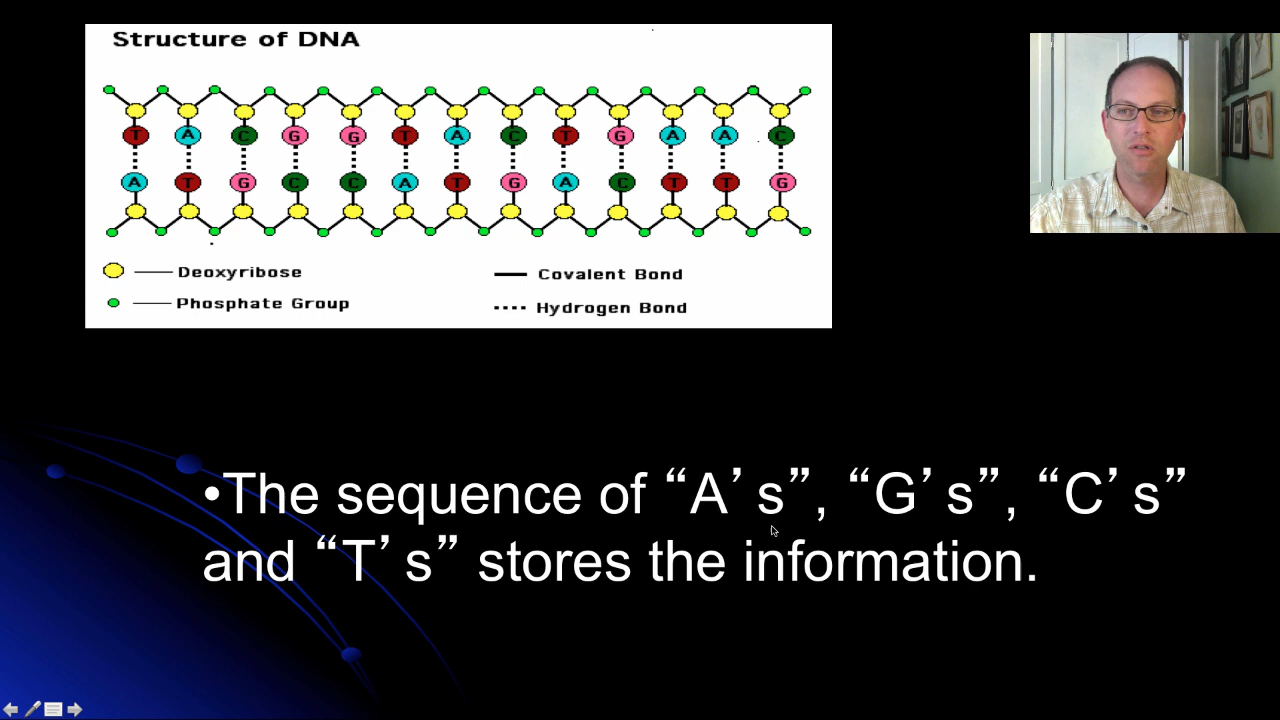 Structure of DNA
T A C G G T A C T G A A C
A T G C C A T G A C T T G
Deoxyribose
Covalent Bond
Phosphate Group
Hydrogen Bond
•The sequence of “A’s”, “G’s”, “C’s”
and “T’s” stores the information.